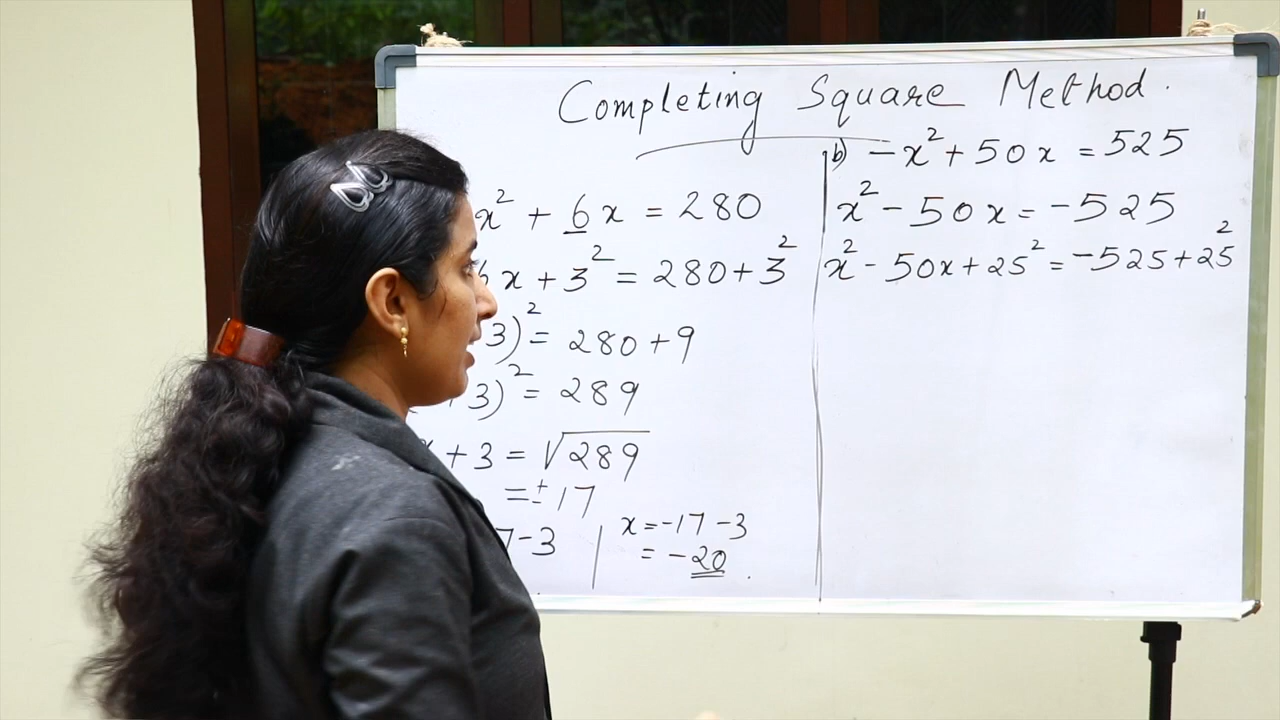 Completing Square Method.
x² + 6x = 280
x + 3² = 280 + 3²
3)² = 280 + 9
3)² = 289
+ 3 = √289
= ±17
7 - 3
x = -17 - 3
= -20.
b) -x² + 50x = 525
x² - 50x = -525
x² - 50x + 25² = -525 + 25²